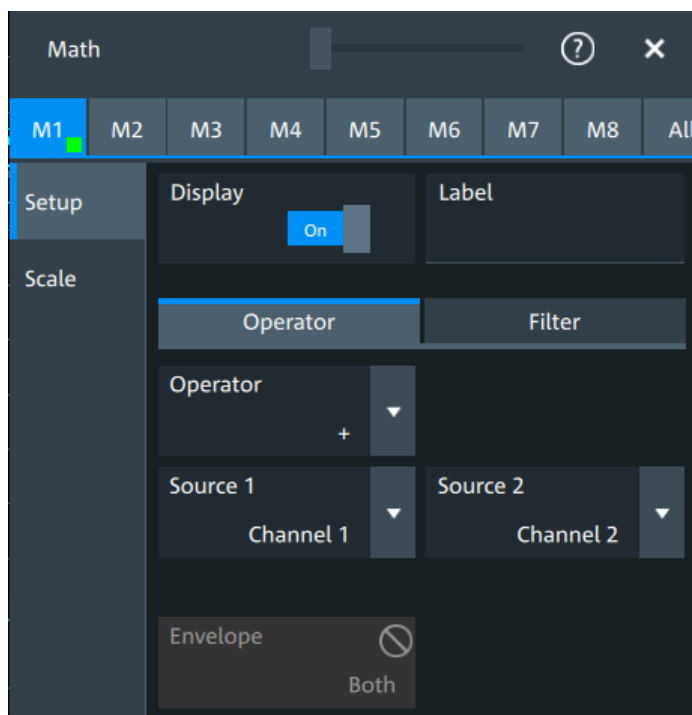 Math ?
M1 M2 M3 M4 M5 M6 M7 M8 All
Setup
Scale
Display
On
Label
Operator Filter
Operator
+
Source 1
Channel 1
Source 2
Channel 2
Envelope
Both